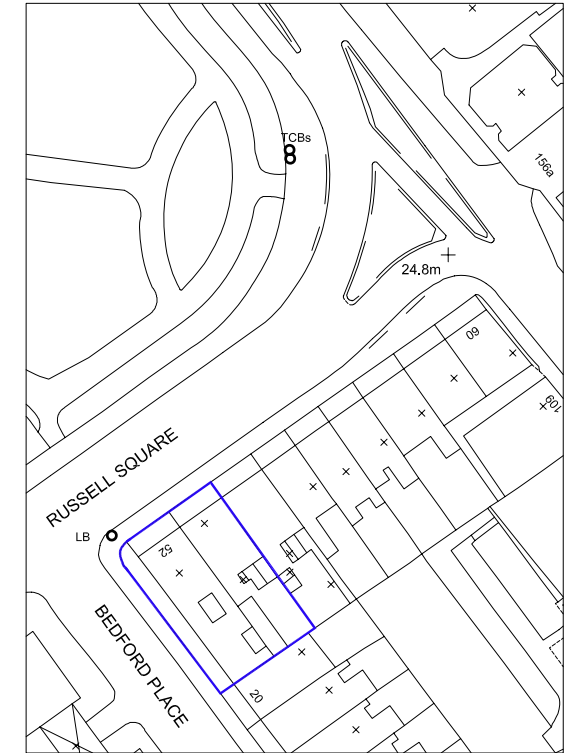 TCBs
156a
24.8m
60
109
RUSSELL SQUARE
LB
52
BEDFORD PLACE
20